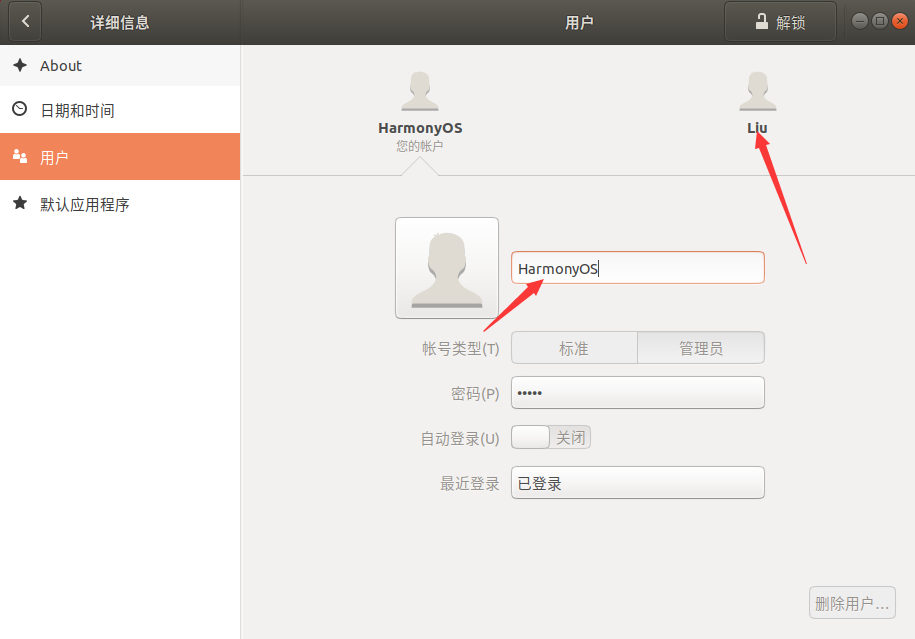 详细信息
用户
解锁
About
日期和时间
用户
默认应用程序
HarmonyOS
您的帐户
Liu
HarmonyOS
帐号类型(T)
标准
管理员
密码(P)
•••••
自动登录(U)
关闭
最近登录
已登录
删除用户...